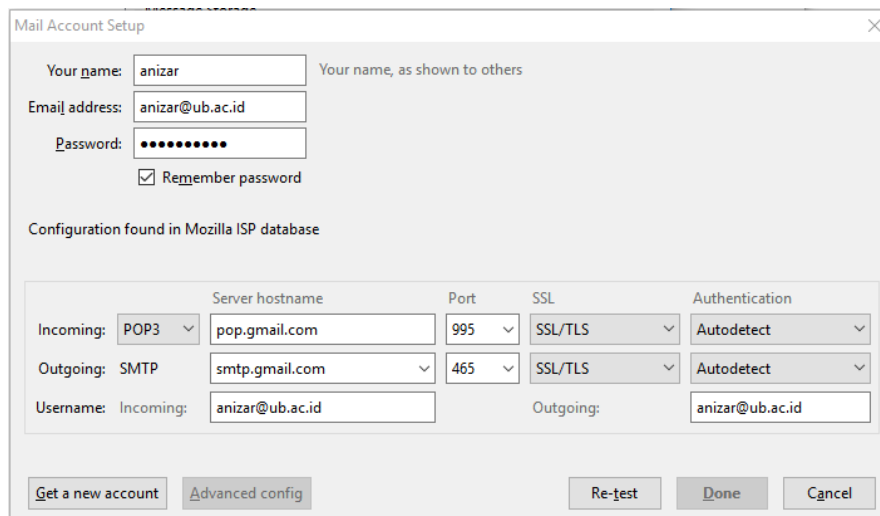 Message Storage
Mail Account Setup
Your name: anizar Your name, as shown to others
Email address: anizar@ub.ac.id
Password: ●●●●●●●●●●
Remember password
Configuration found in Mozilla ISP database
Server hostname Port SSL Authentication
Incoming: POP3 pop.gmail.com 995 SSL/TLS Autodetect
Outgoing: SMTP smtp.gmail.com 465 SSL/TLS Autodetect
Username: Incoming: anizar@ub.ac.id Outgoing: anizar@ub.ac.id
Get a new account Advanced config Re-test Done Cancel